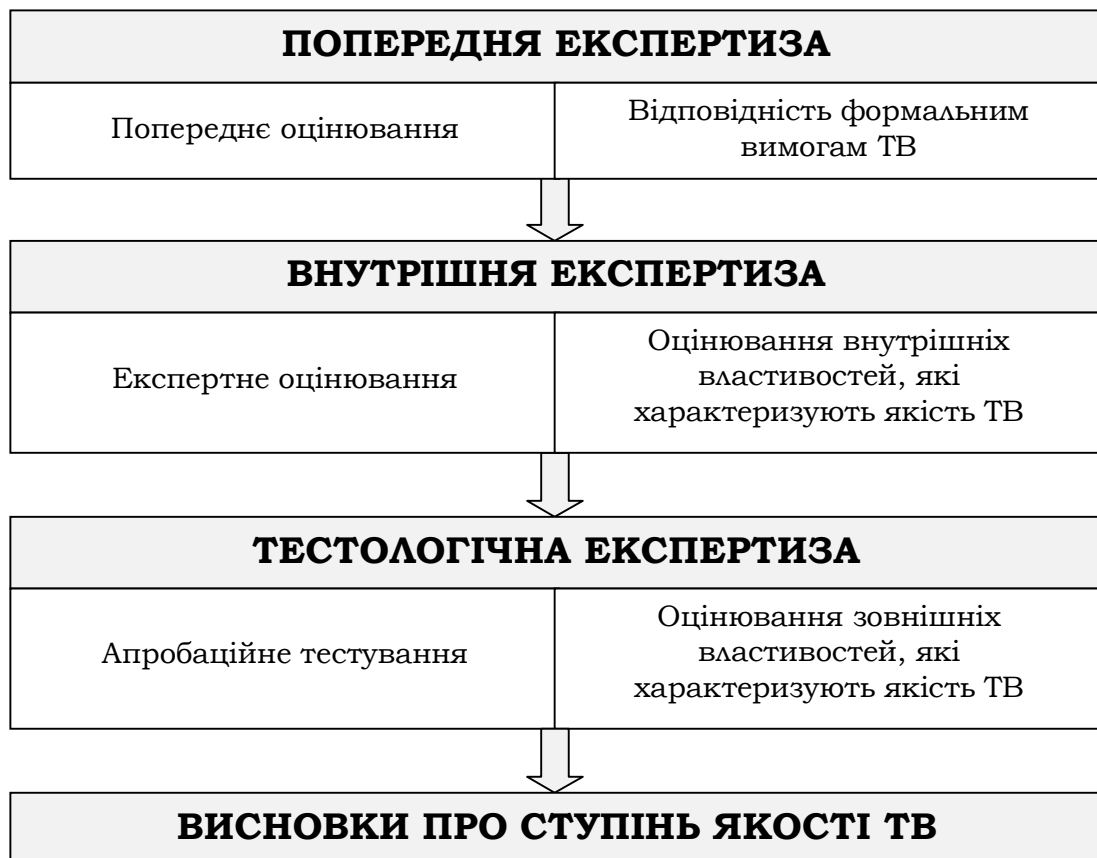 ПОПЕРЕДНЯ ЕКСПЕРТИЗА
Попереднє оцінювання
Відповідність формальним
вимогам ТВ
ВНУТРІШНЯ ЕКСПЕРТИЗА
Експертне оцінювання
Оцінювання внутрішніх
властивостей, які
характеризують якість ТВ
ТЕСТОЛОГІЧНА ЕКСПЕРТИЗА
Апробаційне тестування
Оцінювання зовнішніх
властивостей, які
характеризують якість ТВ
ВИСНОВКИ ПРО СТУПІНЬ ЯКОСТІ ТВ